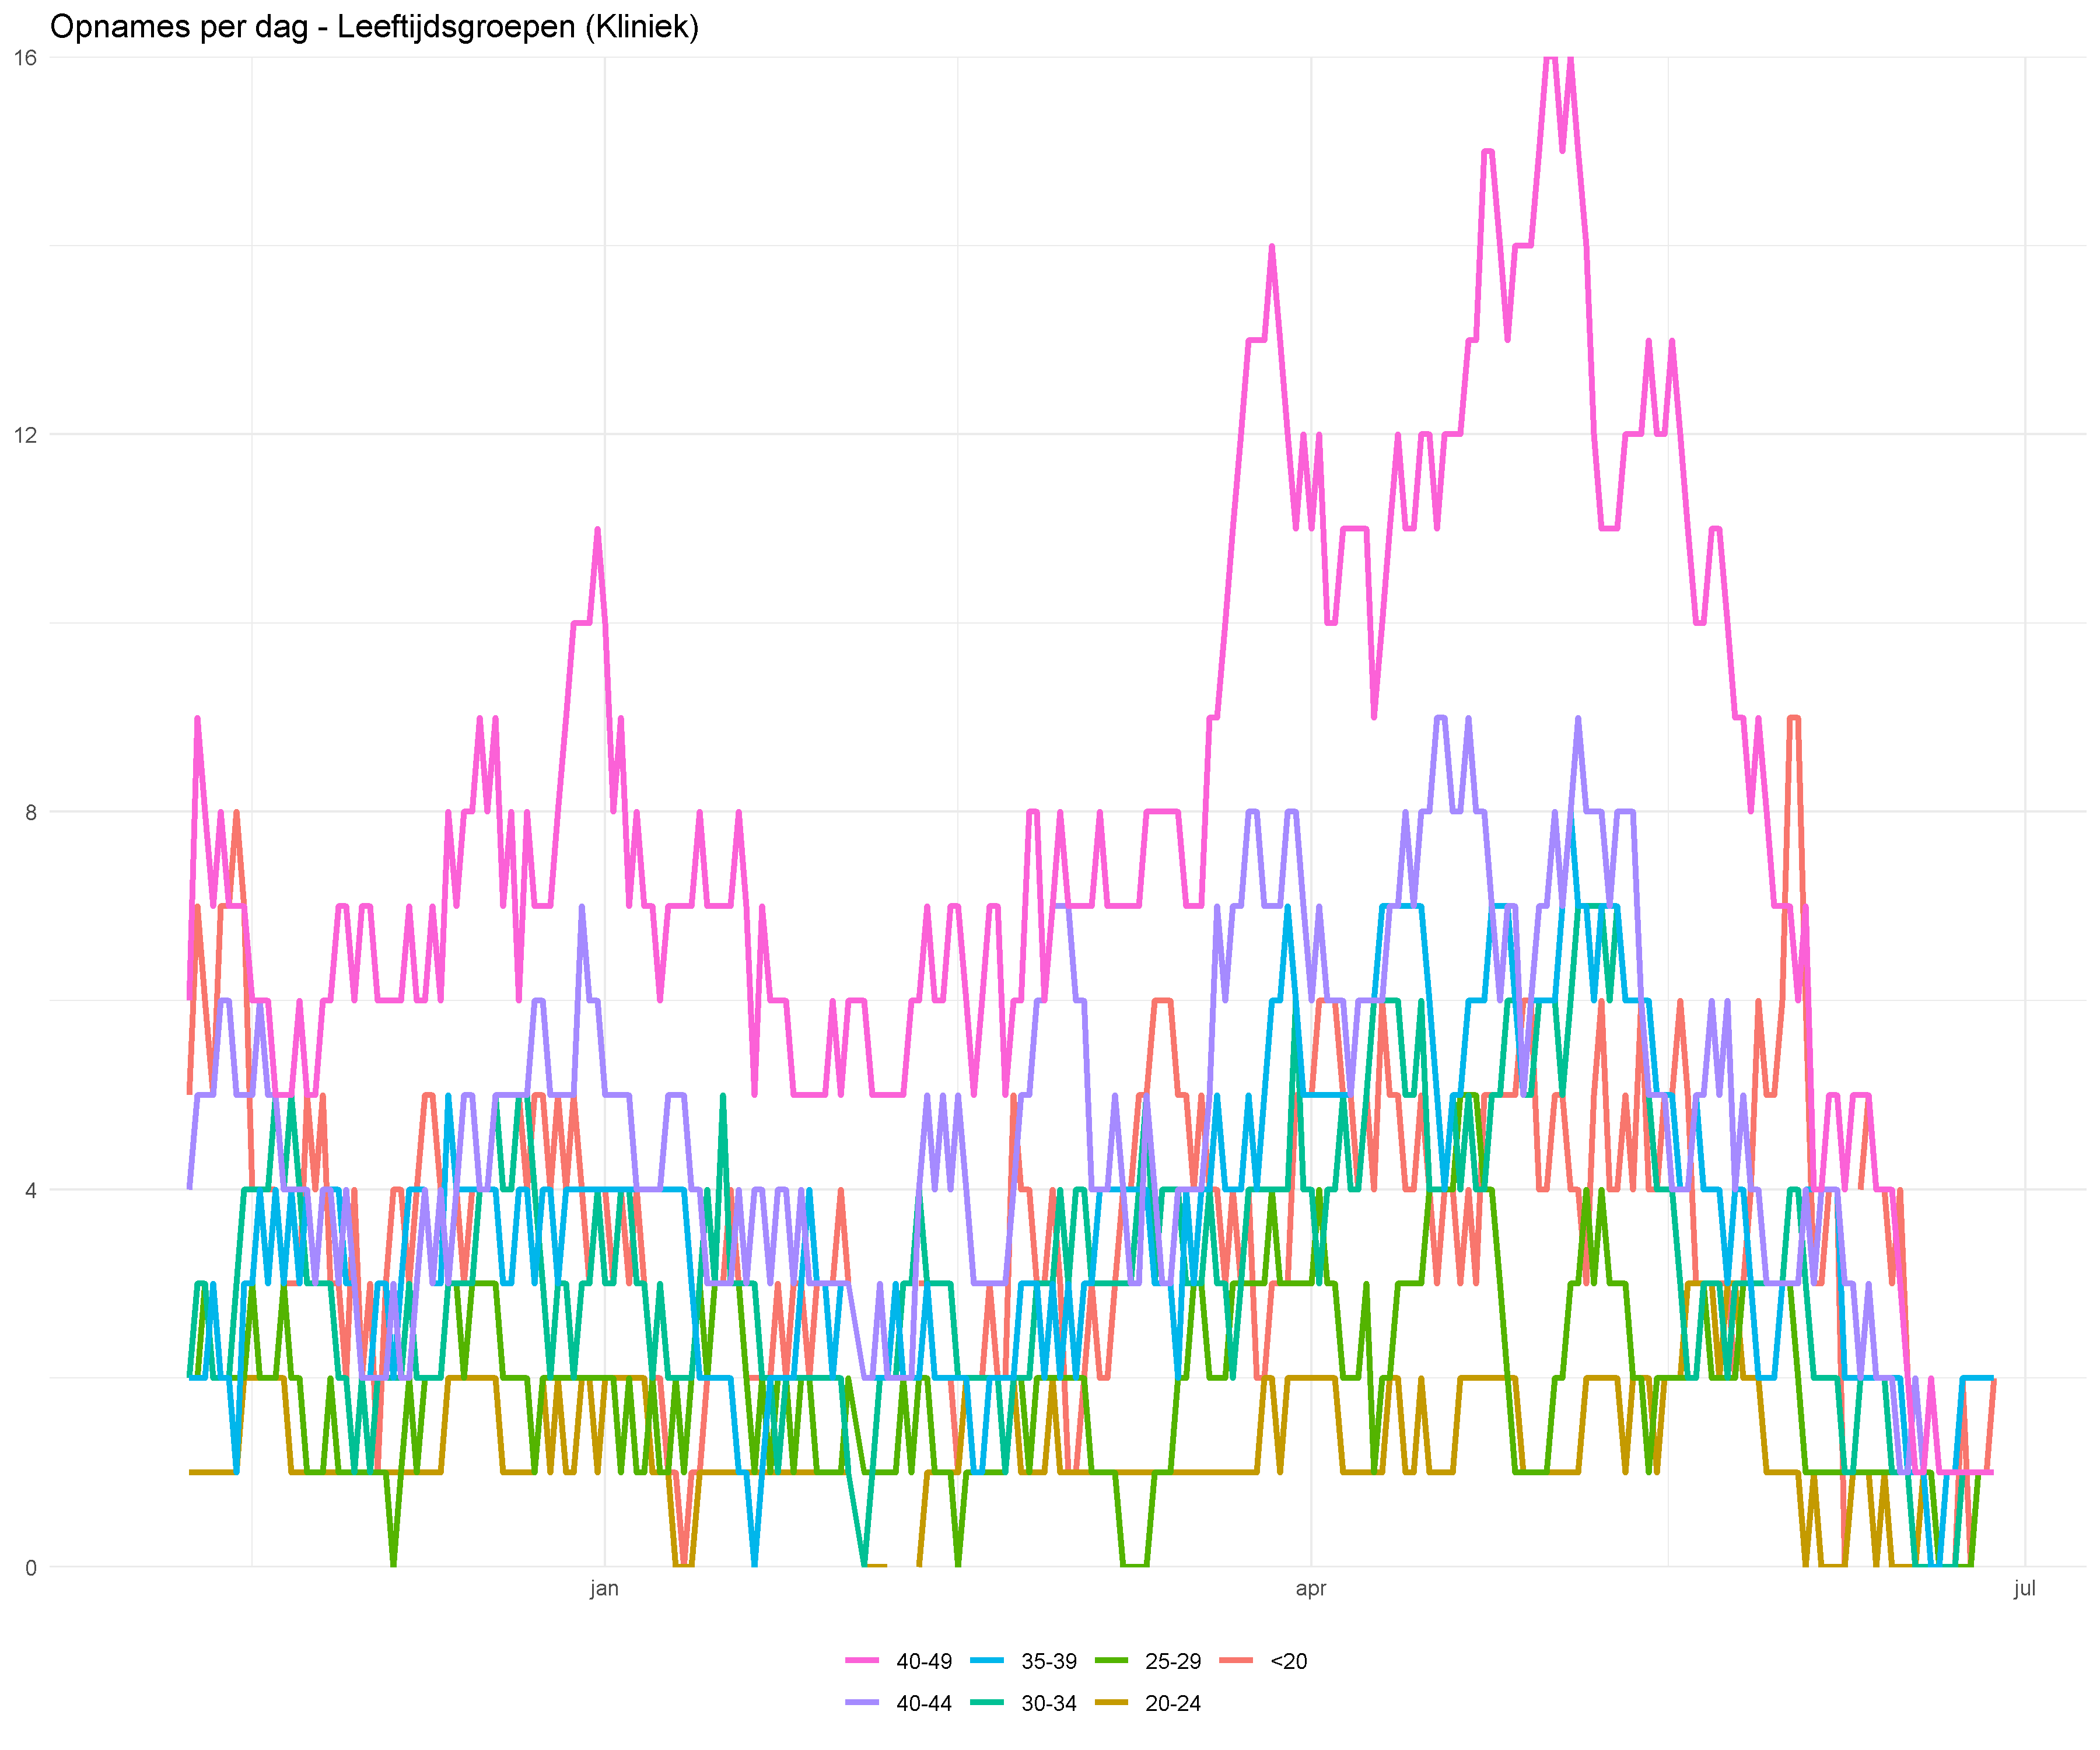 Opnames per dag - Leeftijdsgroepen (Kliniek)
16
12
8
4
0
jan apr jul
40-49 35-39 25-29 <20
40-44 30-34 20-24